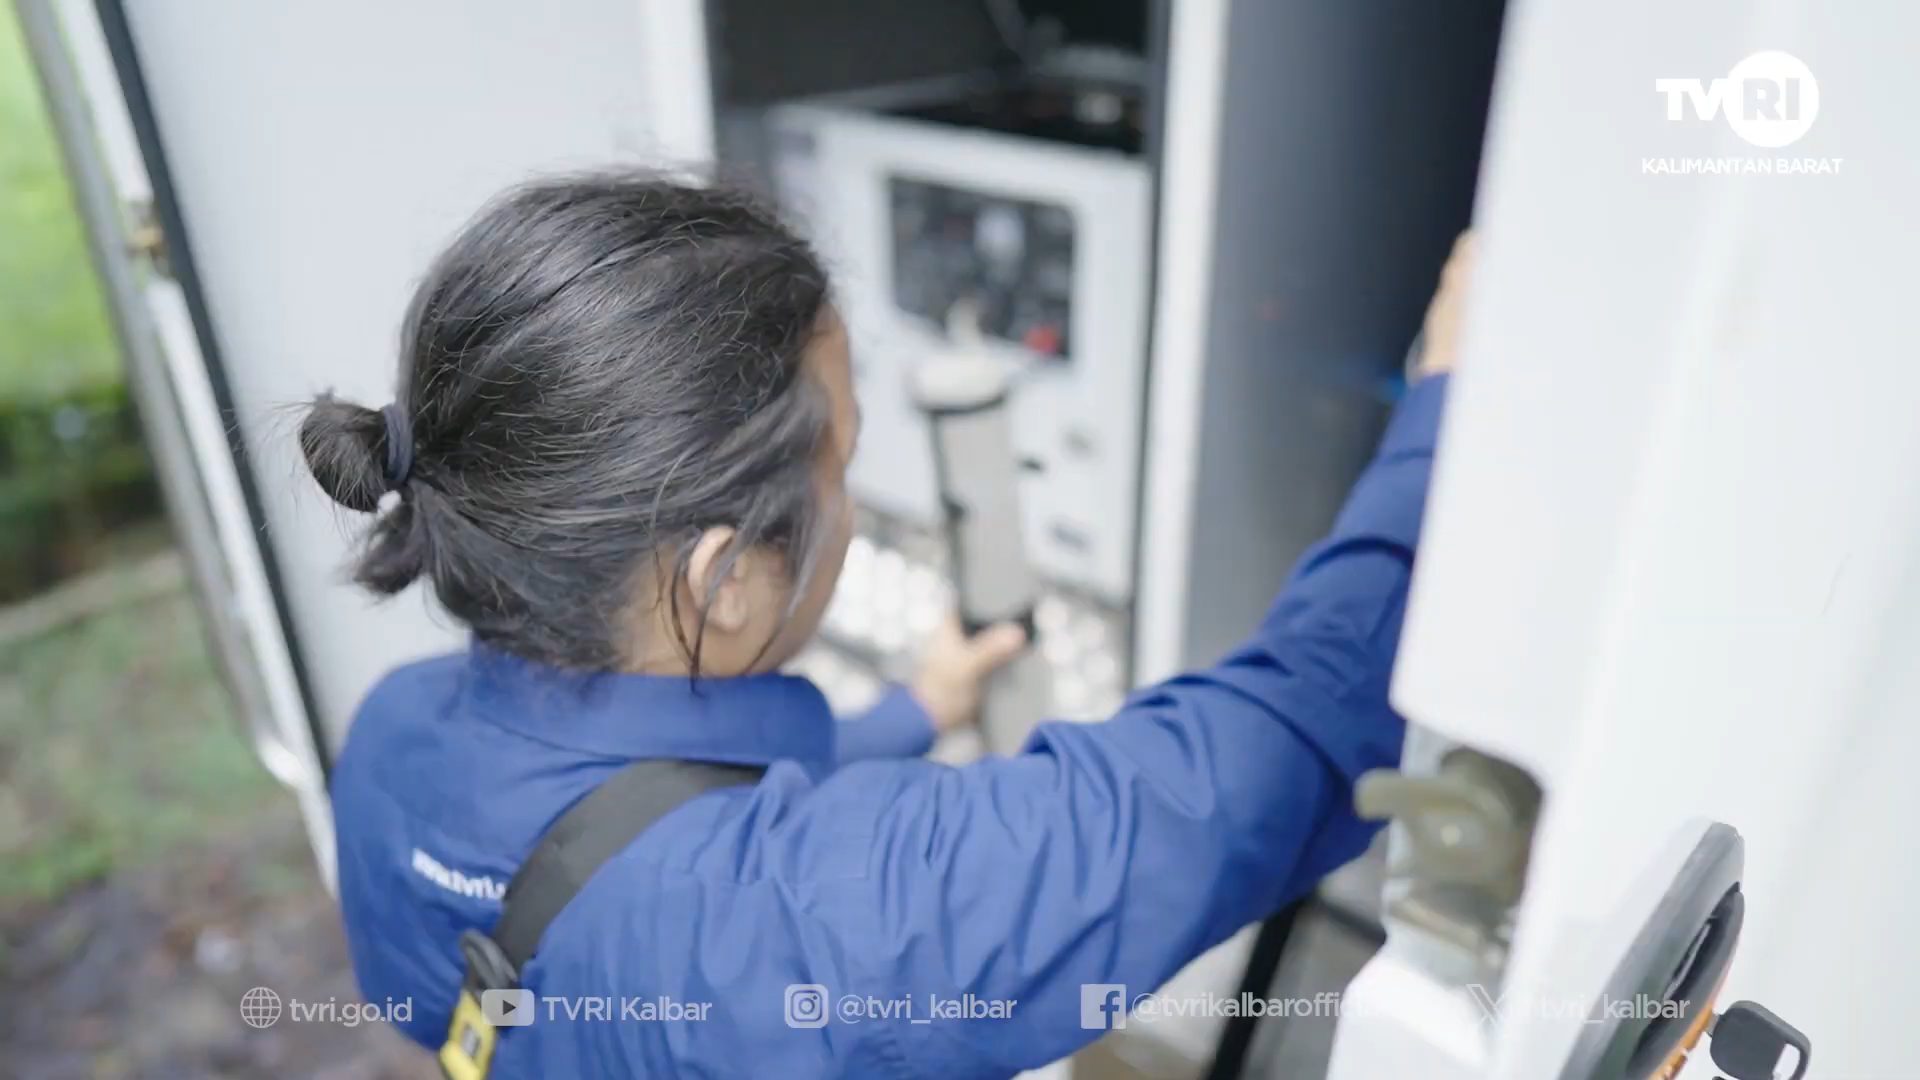 TVRI
KALIMANTAN BARAT
tvri.go.id
TVRI Kalbar
@tvri_kalbar
@tvrikalbaroffici
@tvri_kalbar